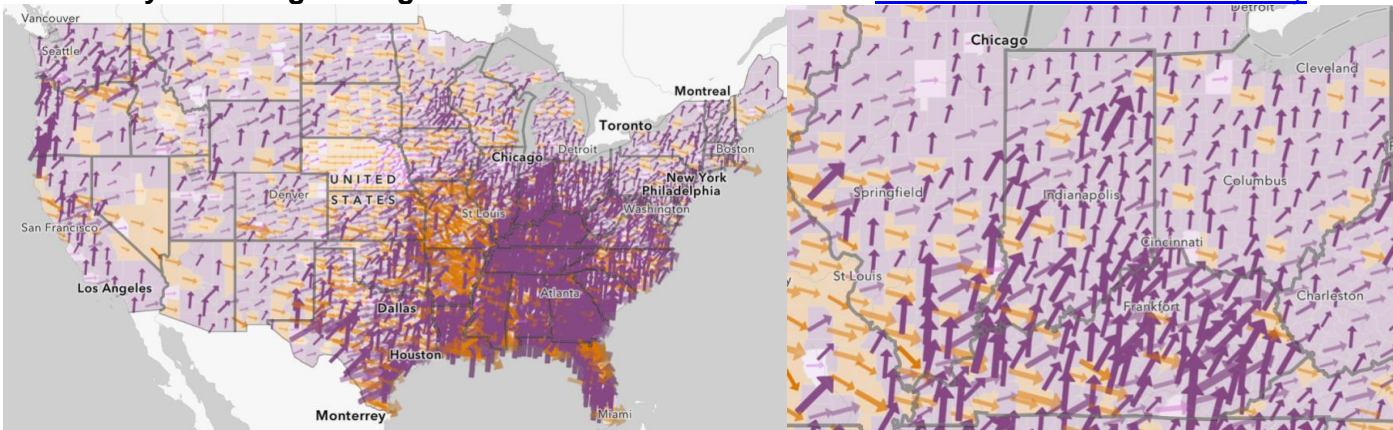 Vancouver
Seattle
Montreal
Toronto
Boston
Detroit
Chicago
New York
Philadelphia
UNITED
STATES
Denver
St Louis
Washington
San Francisco
Los Angeles
Atlanta
Dallas
Houston
Monterrey
Miami
Detroit
Chicago
Cleveland
Springfield
Indianapolis
Columbus
Cincinnati
St Louis
Frankfort
Charleston